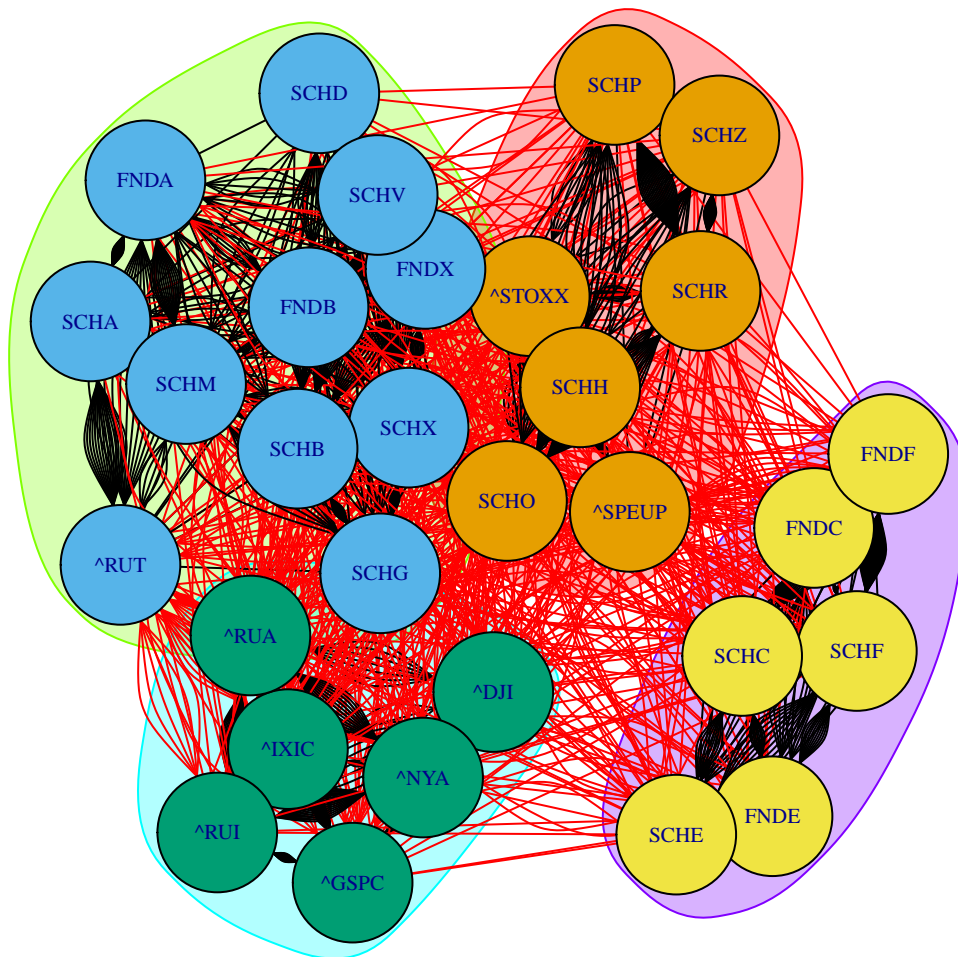 SCHD
SCHP
SCHZ
FNDA
SCHV
FNDX
^STOXX
SCHR
FNDB
SCHA
SCHM
SCHH
SCHX
SCHB
FNDF
SCHO
^SPEUP
FNDC
^RUT
SCHG
^RUA
SCHC
SCHF
^DJI
^IXIC
^NYA
^RUI
SCHE
FNDE
^GSPC